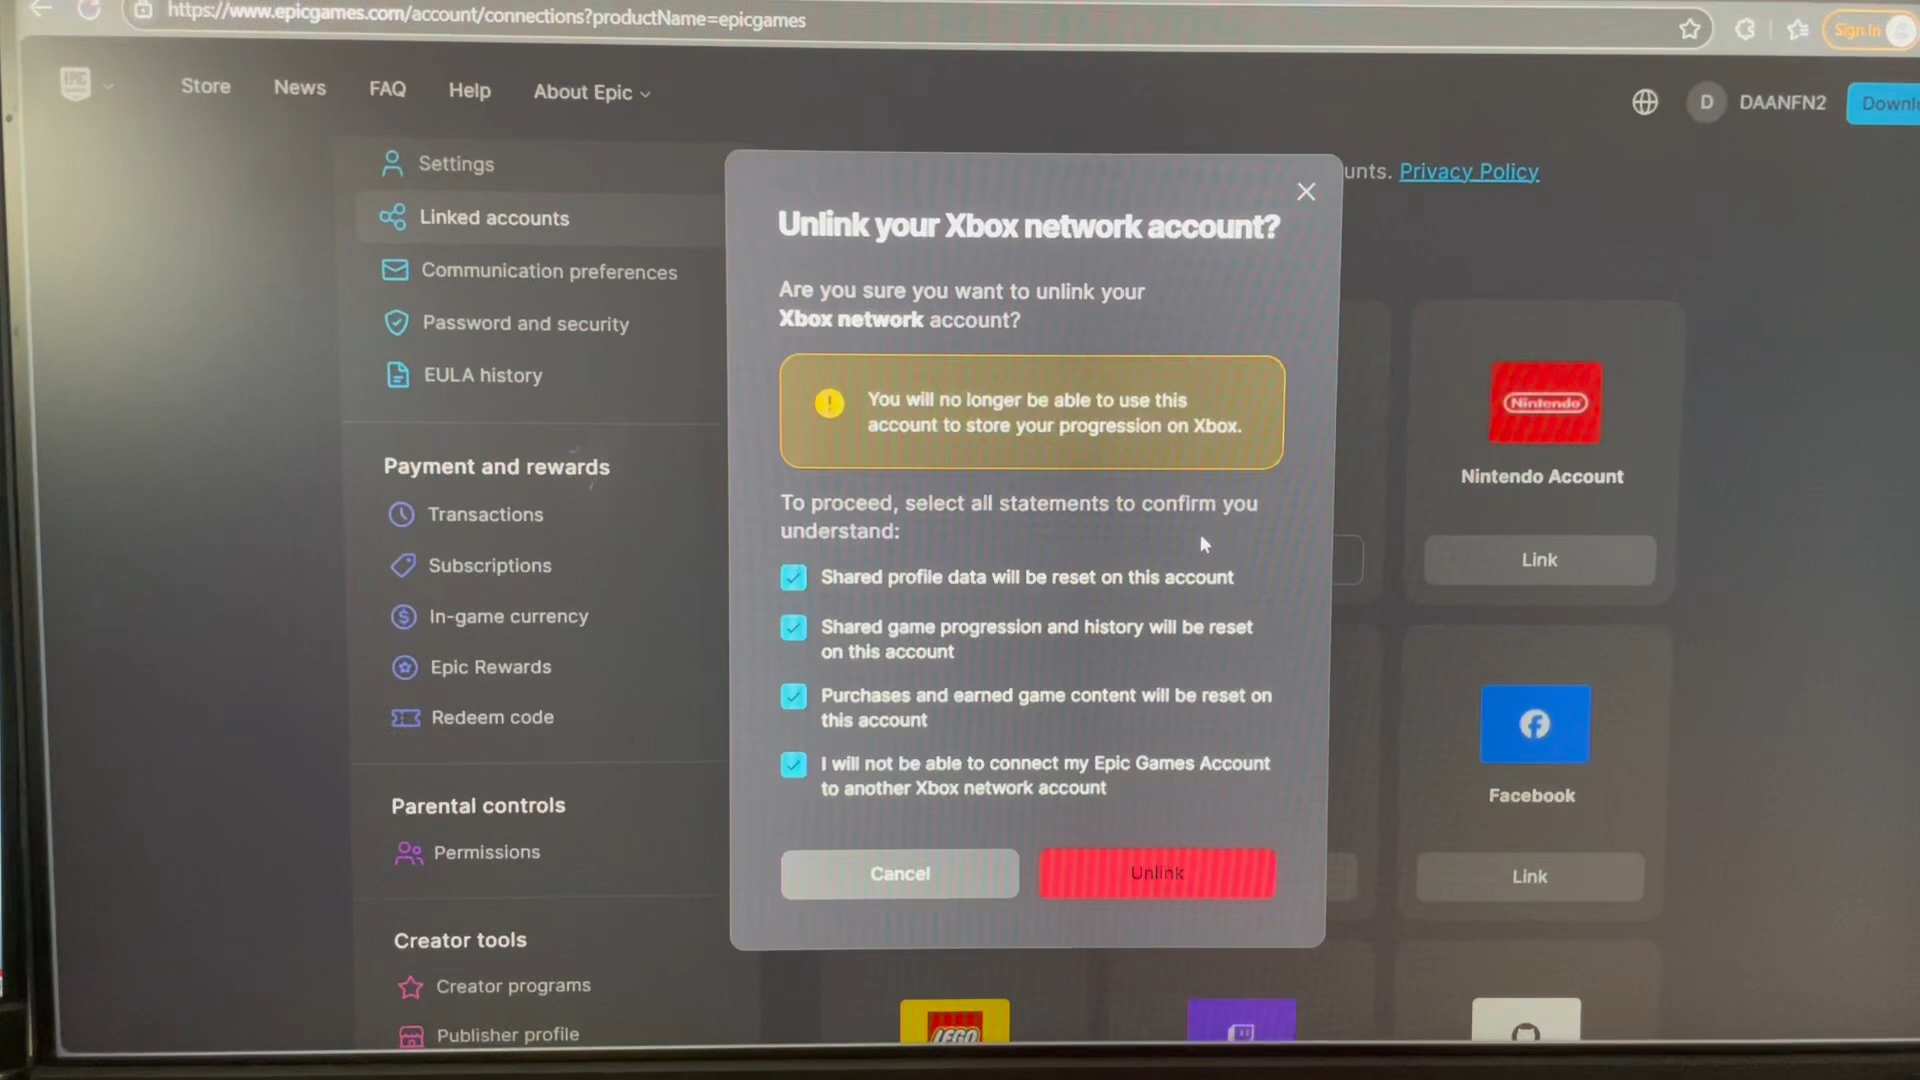 https://www.epicgames.com/account/connections?productName=epicgames
Sign in
EPIC
GAMES
Store
News
FAQ
Help
About Epic
D
DAANFN2
Settings
Linked accounts
Communication preferences
Password and security
EULA history
Payment and rewards
Transactions
Subscriptions
In-game currency
Epic Rewards
Redeem code
Parental controls
Permissions
Creator tools
Creator programs
Publisher profile
Privacy Policy
Unlink your Xbox network account?
Are you sure you want to unlink your
Xbox network account?
You will no longer be able to use this
account to store your progression on Xbox.
To proceed, select all statements to confirm you
understand:
Shared profile data will be reset on this account
Shared game progression and history will be reset
on this account
Purchases and earned game content will be reset on
this account
I will not be able to connect my Epic Games Account
to another Xbox network account
Cancel
Unlink
Nintendo
Nintendo Account
Link
Facebook
Link
LEGO